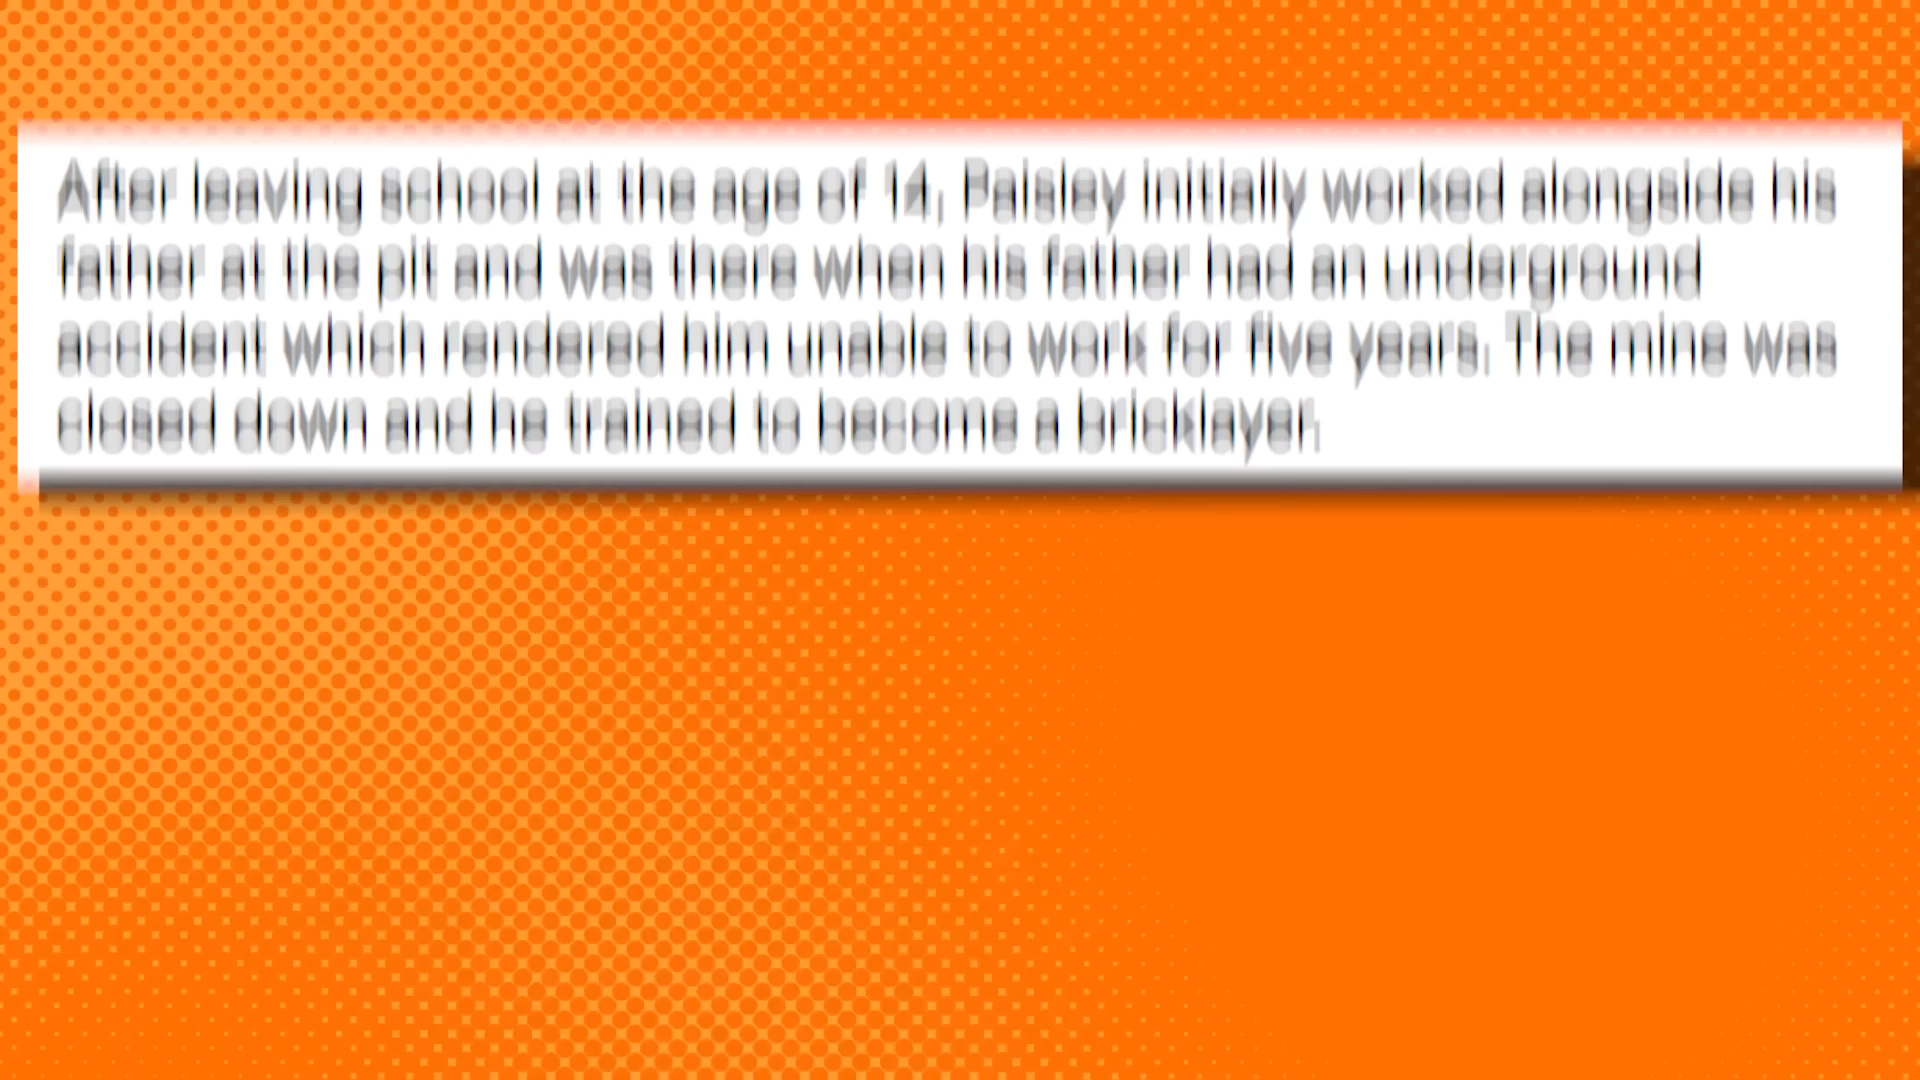 After leaving school at the age of 14, Paisley initially worked alongside his
father at the pit and was there when his father had an underground
accident which rendered him unable to work for five years. The mine was
closed down and he trained to become a bricklayer.